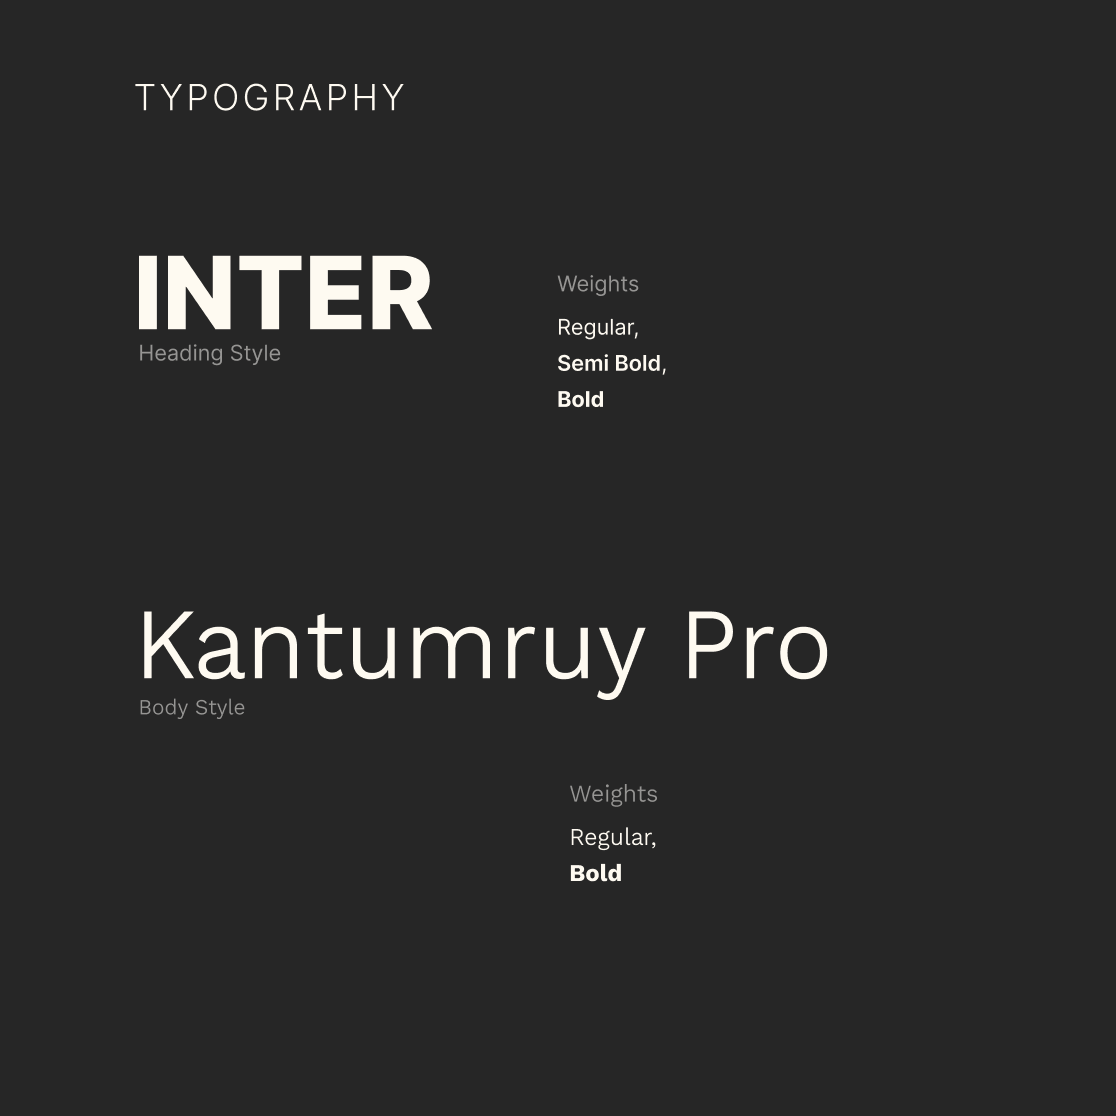 TYPOGRAPHY
INTER
Heading Style
Weights
Regular,
Semi Bold,
Bold
Kantumruy Pro
Body Style
Weights
Regular,
Bold